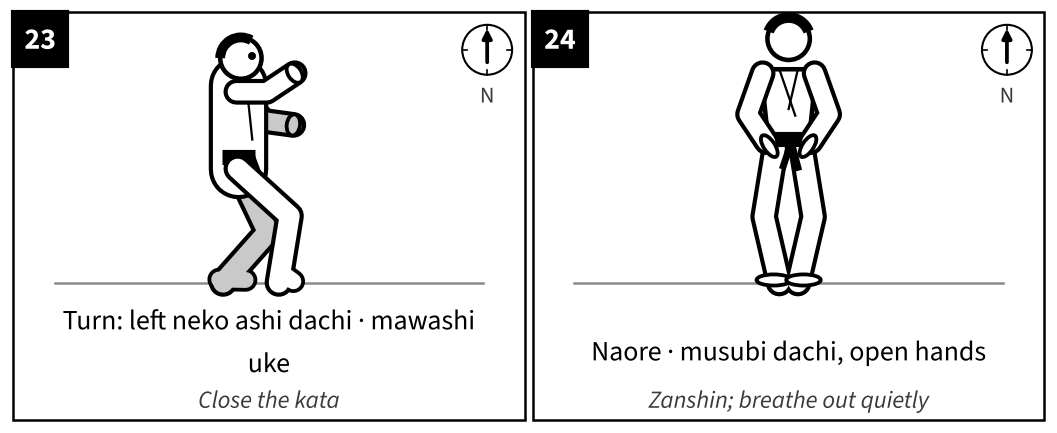 23
N
Turn: left neko ashi dachi · mawashi
uke
Close the kata
24
N
Naore · musubi dachi, open hands
Zanshin; breathe out quietly